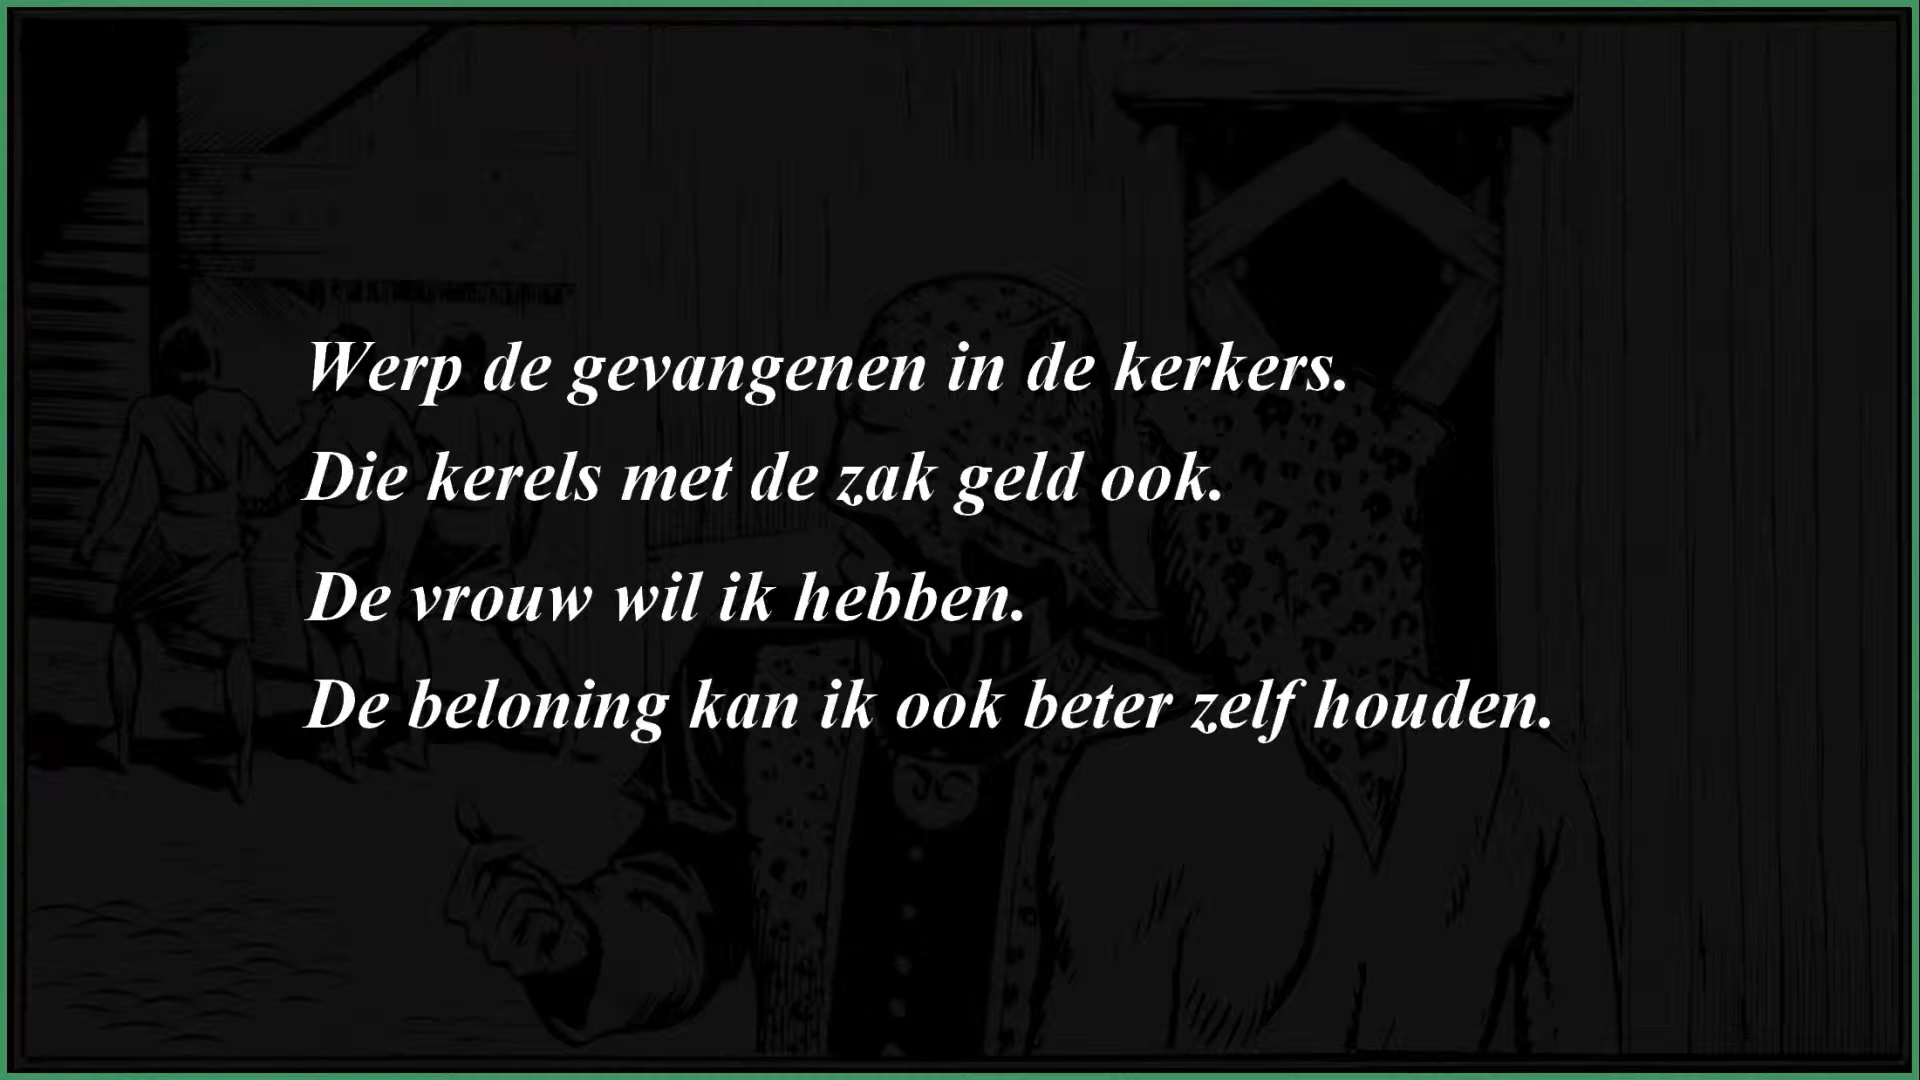 Werp de gevangenen in de kerkers.
Die kerels met de zak geld ook.
De vrouw wil ik hebben.
De beloning kan ik ook beter zelf houden.